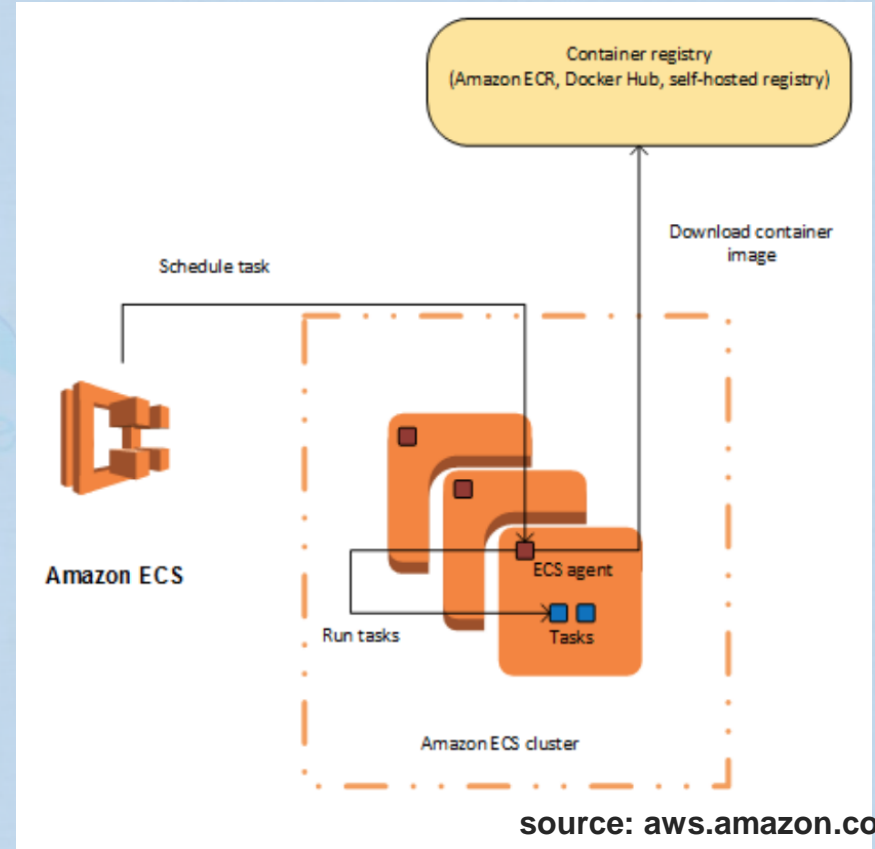 Container registry
(Amazon ECR, Docker Hub, self-hosted registry)
Download container
image
Schedule task
Amazon ECS
ECS agent
Run tasks
Tasks
Amazon ECS cluster
source: aws.amazon.co